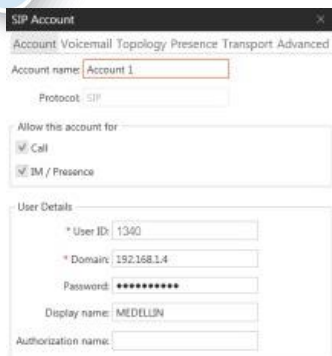 SIP Account
Account Voicemail Topology Presence Transport Advanced
Account name: Account 1
Protocol: SIP
Allow this account for
Call
IM / Presence
User Details
* User ID: 1340
* Domain: 192.168.1.4
Password: ●●●●●●●●●●
Display name: MEDELLIN
Authorization name: